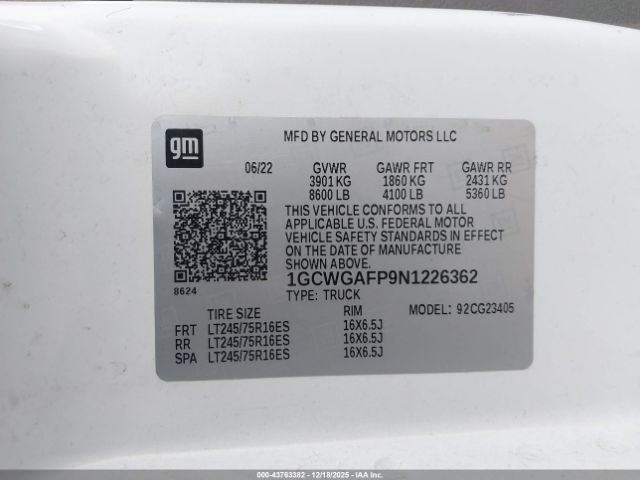 gm
MFD BY GENERAL MOTORS LLC
06/22 GVWR GAWR FRT GAWR RR
3901 KG 1860 KG 2431 KG
8600 LB 4100 LB 5360 LB
THIS VEHICLE CONFORMS TO ALL
APPLICABLE U.S. FEDERAL MOTOR
VEHICLE SAFETY STANDARDS IN EFFECT
ON THE DATE OF MANUFACTURE
SHOWN ABOVE.
8624
1GCWGAFP9N1226362
TYPE: TRUCK
MODEL: 92CG23405
TIRE SIZE RIM
FRT LT245/75R16ES 16X6.5J
RR LT245/75R16ES 16X6.5J
SPA LT245/75R16ES 16X6.5J
000-43763382 - 12/18/2025 - IAAI.COM